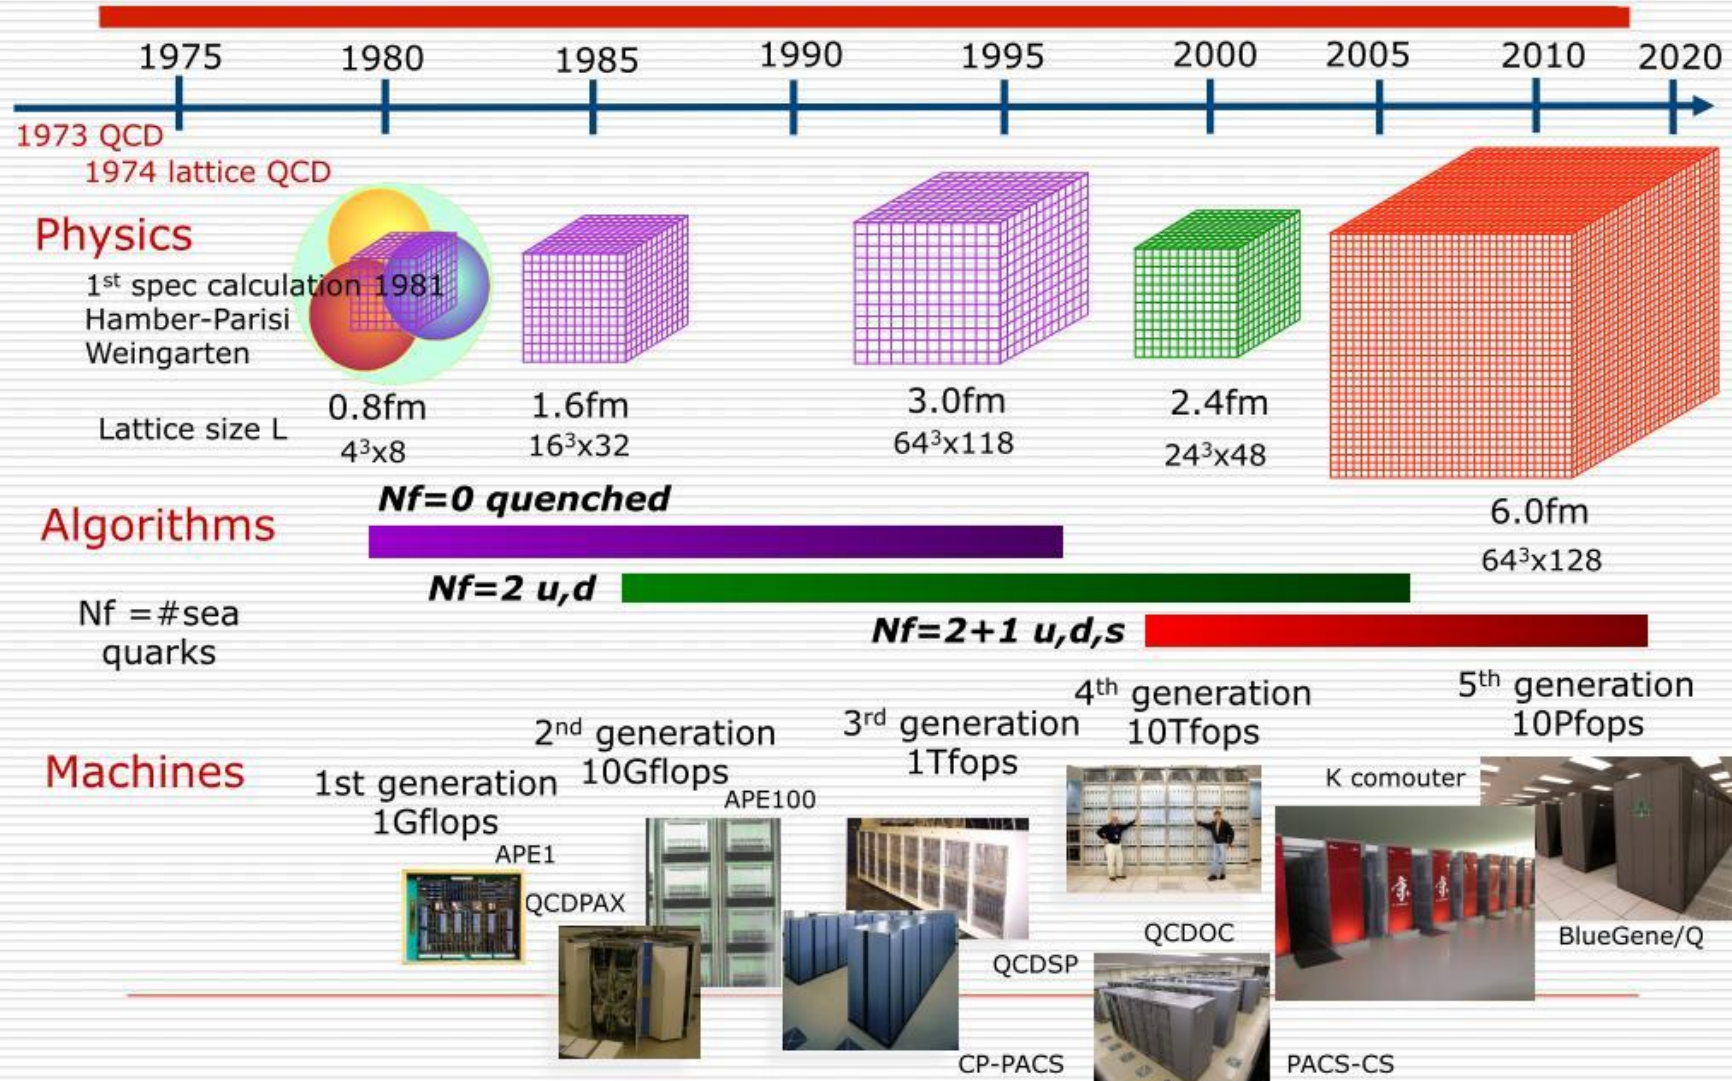 1975 1980 1985 1990 1995 2000 2005 2010 2020
1973 QCD
1974 lattice QCD
Physics
1st spec calculation 1981
Hamber-Parisi
Weingarten
Lattice size L
0.8fm
4³x8
1.6fm
16³x32
3.0fm
64³x118
2.4fm
24³x48
6.0fm
64³x128
Algorithms
Nf=0 quenched
Nf=2 u,d
Nf=2+1 u,d,s
Nf =#sea
quarks
Machines
1st generation
1Gflops
APE1
QCDPAX
2nd generation
10Gflops
APE100
3rd generation
1Tfops
QCDSP
CP-PACS
4th generation
10Tfops
QCDOC
PACS-CS
5th generation
10Pfops
K comouter
京
京
BlueGene/Q